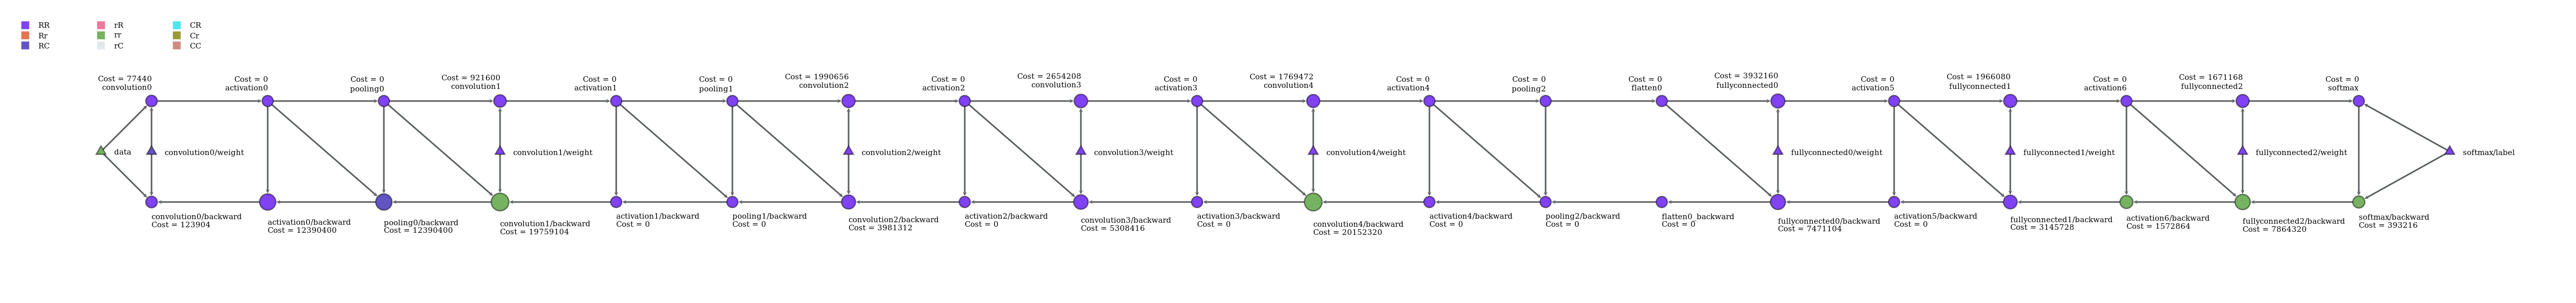 RR rR CR
Rr rr Cr
RC rC CC
Cost = 77440
convolution0
Cost = 0
activation0
Cost = 0
pooling0
Cost = 921600
convolution1
Cost = 0
activation1
Cost = 0
pooling1
Cost = 1990656
convolution2
Cost = 0
activation2
Cost = 2654208
convolution3
Cost = 0
activation3
Cost = 1769472
convolution4
Cost = 0
activation4
Cost = 0
pooling2
Cost = 0
flatten0
Cost = 3932160
fullyconnected0
Cost = 0
activation5
Cost = 1966080
fullyconnected1
Cost = 0
activation6
Cost = 1671168
fullyconnected2
Cost = 0
softmax
data
convolution0/weight
convolution1/weight
convolution2/weight
convolution3/weight
convolution4/weight
fullyconnected0/weight
fullyconnected1/weight
fullyconnected2/weight
softmax/label
convolution0/backward
Cost = 123904
activation0/backward
Cost = 12390400
pooling0/backward
Cost = 12390400
convolution1/backward
Cost = 19759104
activation1/backward
Cost = 0
pooling1/backward
Cost = 0
convolution2/backward
Cost = 3981312
activation2/backward
Cost = 0
convolution3/backward
Cost = 5308416
activation3/backward
Cost = 0
convolution4/backward
Cost = 20152320
activation4/backward
Cost = 0
pooling2/backward
Cost = 0
flatten0_backward
Cost = 0
fullyconnected0/backward
Cost = 7471104
activation5/backward
Cost = 0
fullyconnected1/backward
Cost = 3145728
activation6/backward
Cost = 1572864
fullyconnected2/backward
Cost = 7864320
softmax/backward
Cost = 393216